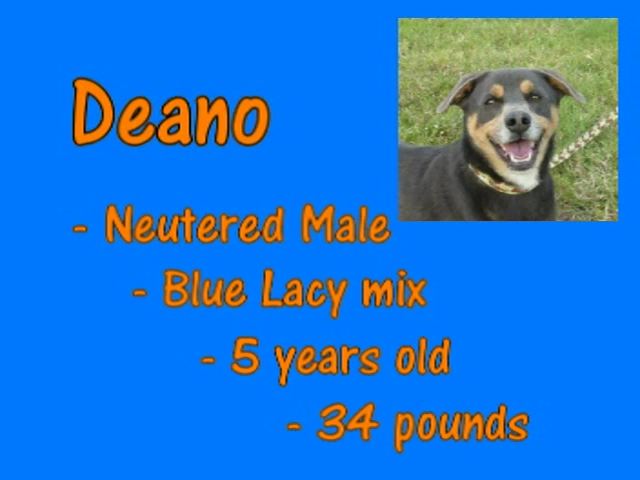 Deano
- Neutered Male
- Blue Lacy mix
- 5 years old
- 34 pounds